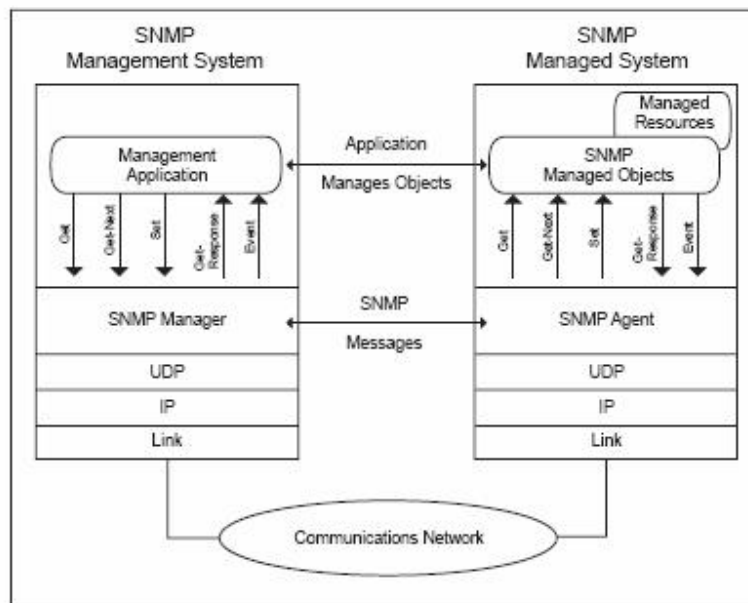 SNMP
Management System
SNMP
Managed System
Managed
Resources
Management
Application
Application
Manages Objects
SNMP
Managed Objects
Get
Get-Next
Set
Get-
Response
Event
Get
Get-Next
Set
Get-
Response
Event
SNMP Manager
SNMP
Messages
SNMP Agent
UDP
UDP
IP
IP
Link
Link
Communications Network